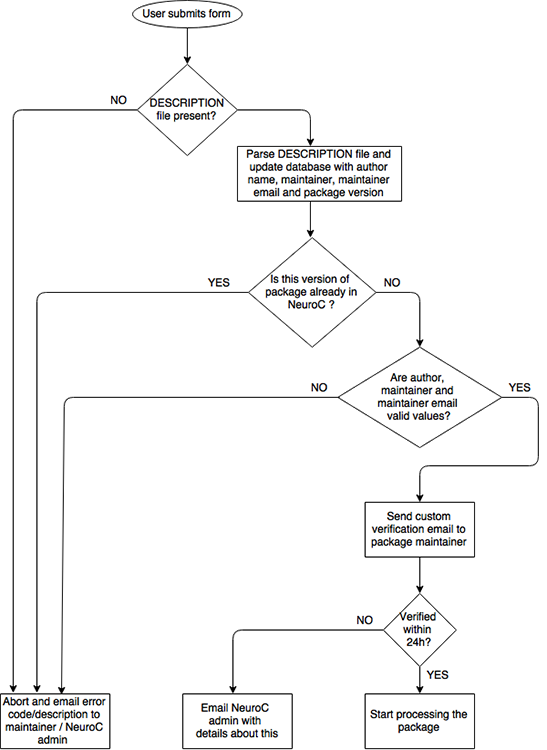 User submits form
NO
DESCRIPTION
file present?
Parse DESCRIPTION file and
update database with author
name, maintainer, maintainer
email and package version
YES
Is this version of
package already in
NeuroC ?
NO
NO
Are author,
maintainer and
maintainer email
valid values?
YES
Send custom
verification email to
package maintainer
NO
Verified
within
24h?
YES
Abort and email error
code/description to
maintainer / NeuroC
admin
Email NeuroC
admin with
details about this
Start processing the
package